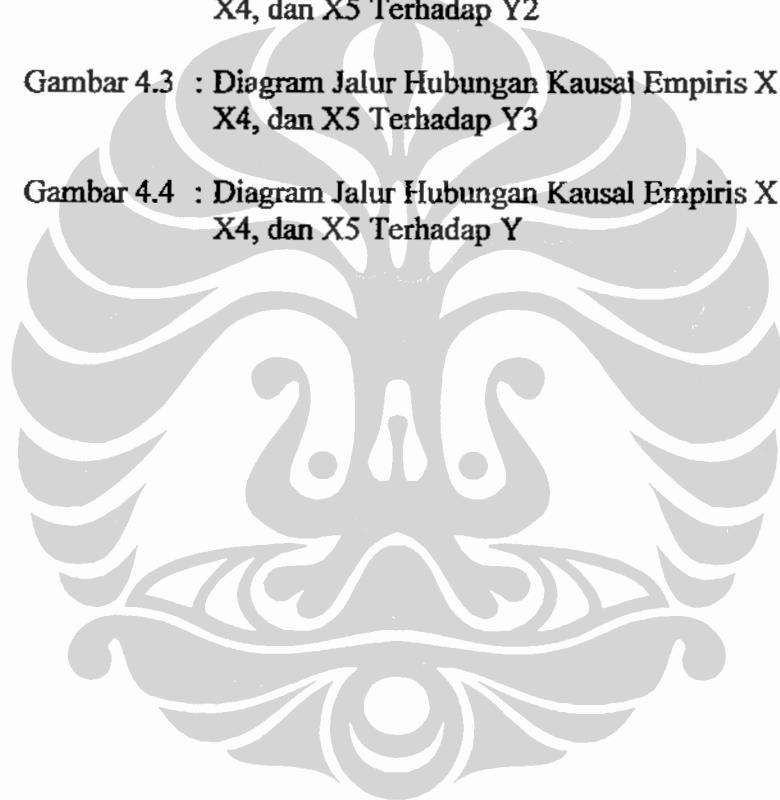 X4, dan X5 Terhadap Y2
Gambar 4.3 : Diagram Jalur Hubungan Kausal Empiris X
X4, dan X5 Terhadap Y3
Gambar 4.4 : Diagram Jalur Hubungan Kausal Empiris X
X4, dan X5 Terhadap Y